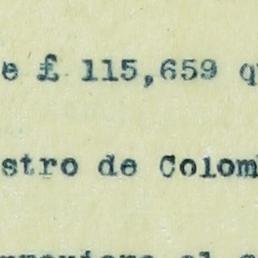 e £ 115,659 q
stro de Colom